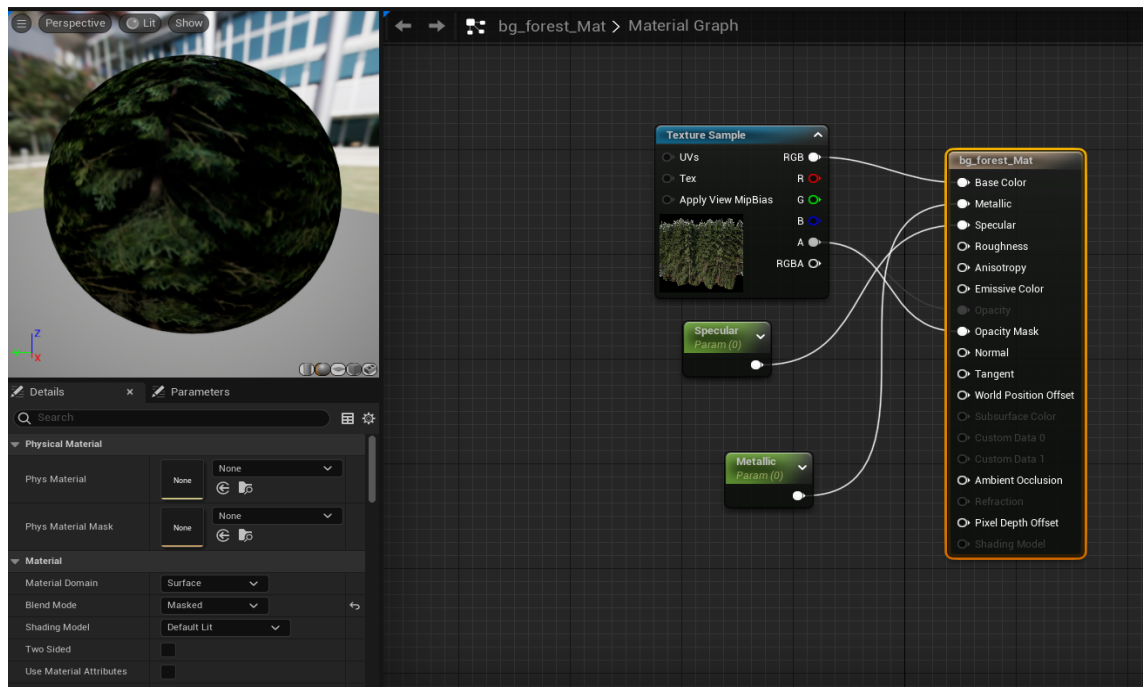 Perspective
Lit
Show
bg_forest_Mat > Material Graph
Texture Sample
UVs
RGB
Tex
R
Apply View MipBias
G
B
A
RGBA
Specular
Param (0)
Metallic
Param (0)
bg_forest_Mat
Base Color
Metallic
Specular
Roughness
Anisotropy
Emissive Color
Opacity
Opacity Mask
Normal
Tangent
World Position Offset
Subsurface Color
Custom Data 0
Custom Data 1
Ambient Occlusion
Refraction
Pixel Depth Offset
Shading Model
Z
X
Details
Parameters
Search
Physical Material
Phys Material
None
None
Phys Material Mask
None
None
Material
Material Domain
Surface
Blend Mode
Masked
Shading Model
Default Lit
Two Sided
Use Material Attributes